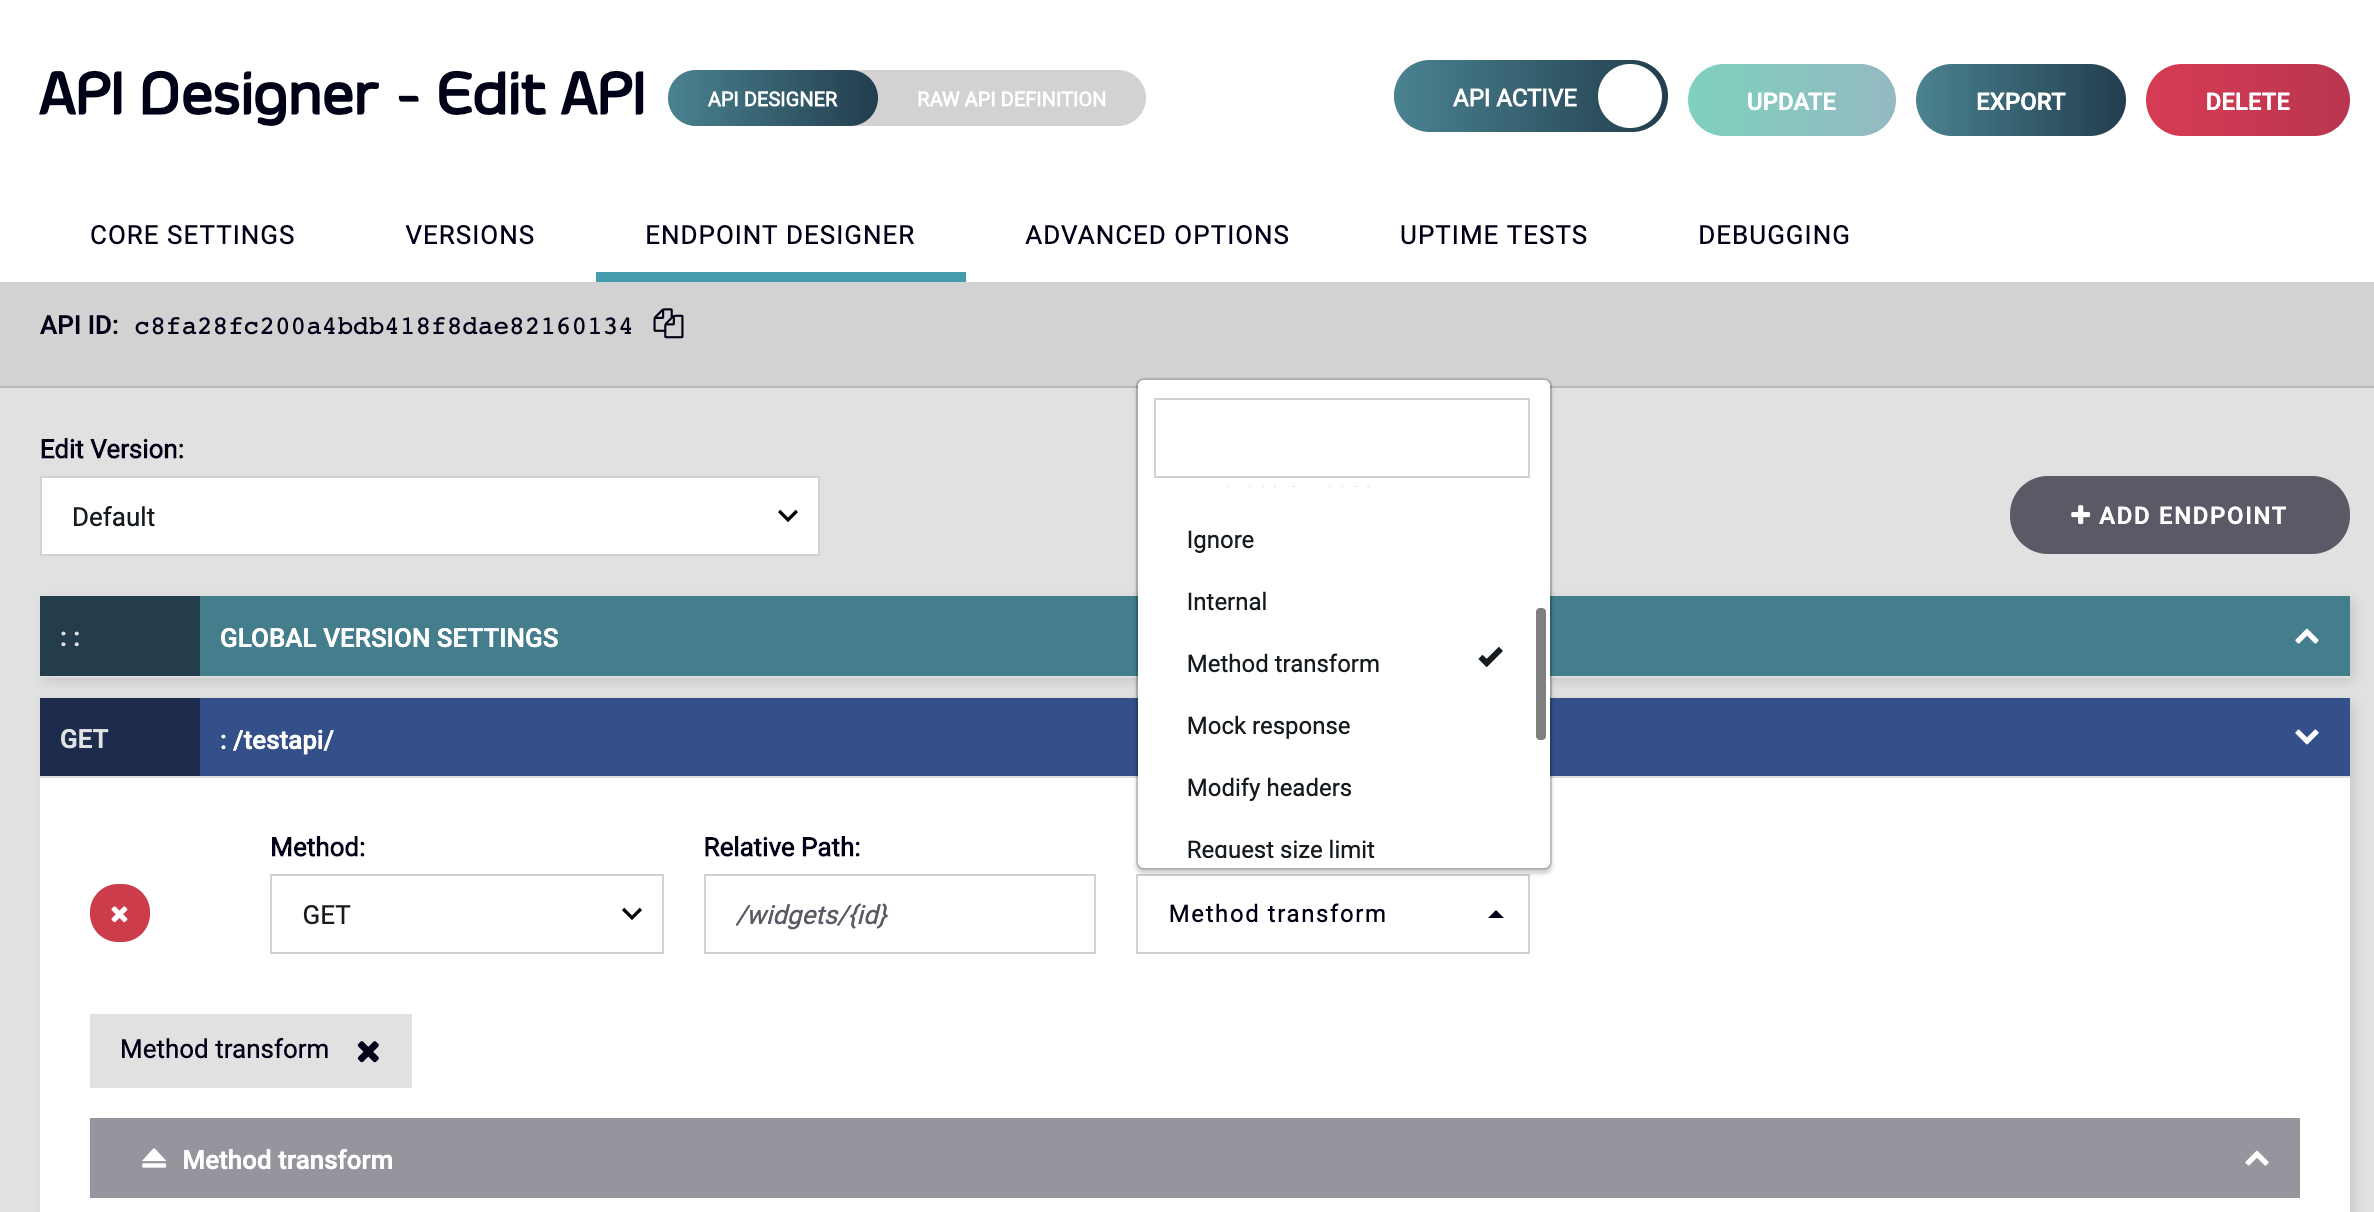 API Designer - Edit API
API DESIGNER
RAW API DEFINITION
API ACTIVE
UPDATE
EXPORT
DELETE
CORE SETTINGS
VERSIONS
ENDPOINT DESIGNER
ADVANCED OPTIONS
UPTIME TESTS
DEBUGGING
API ID: c8fa28fc200a4bdb418f8dae82160134
Edit Version:
Default
+ ADD ENDPOINT
Ignore
Internal
Method transform
Mock response
Modify headers
Request size limit
:: GLOBAL VERSION SETTINGS
GET : /testapi/
Method:
Relative Path:
GET
/widgets/{id}
Method transform
Method transform
Method transform